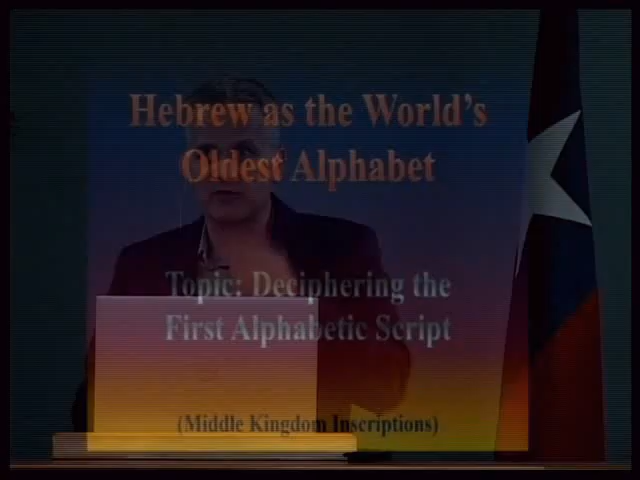 Hebrew as the World's
Oldest Alphabet
Topic: Deciphering the
First Alphabetic Script
(Middle Kingdom Inscriptions)